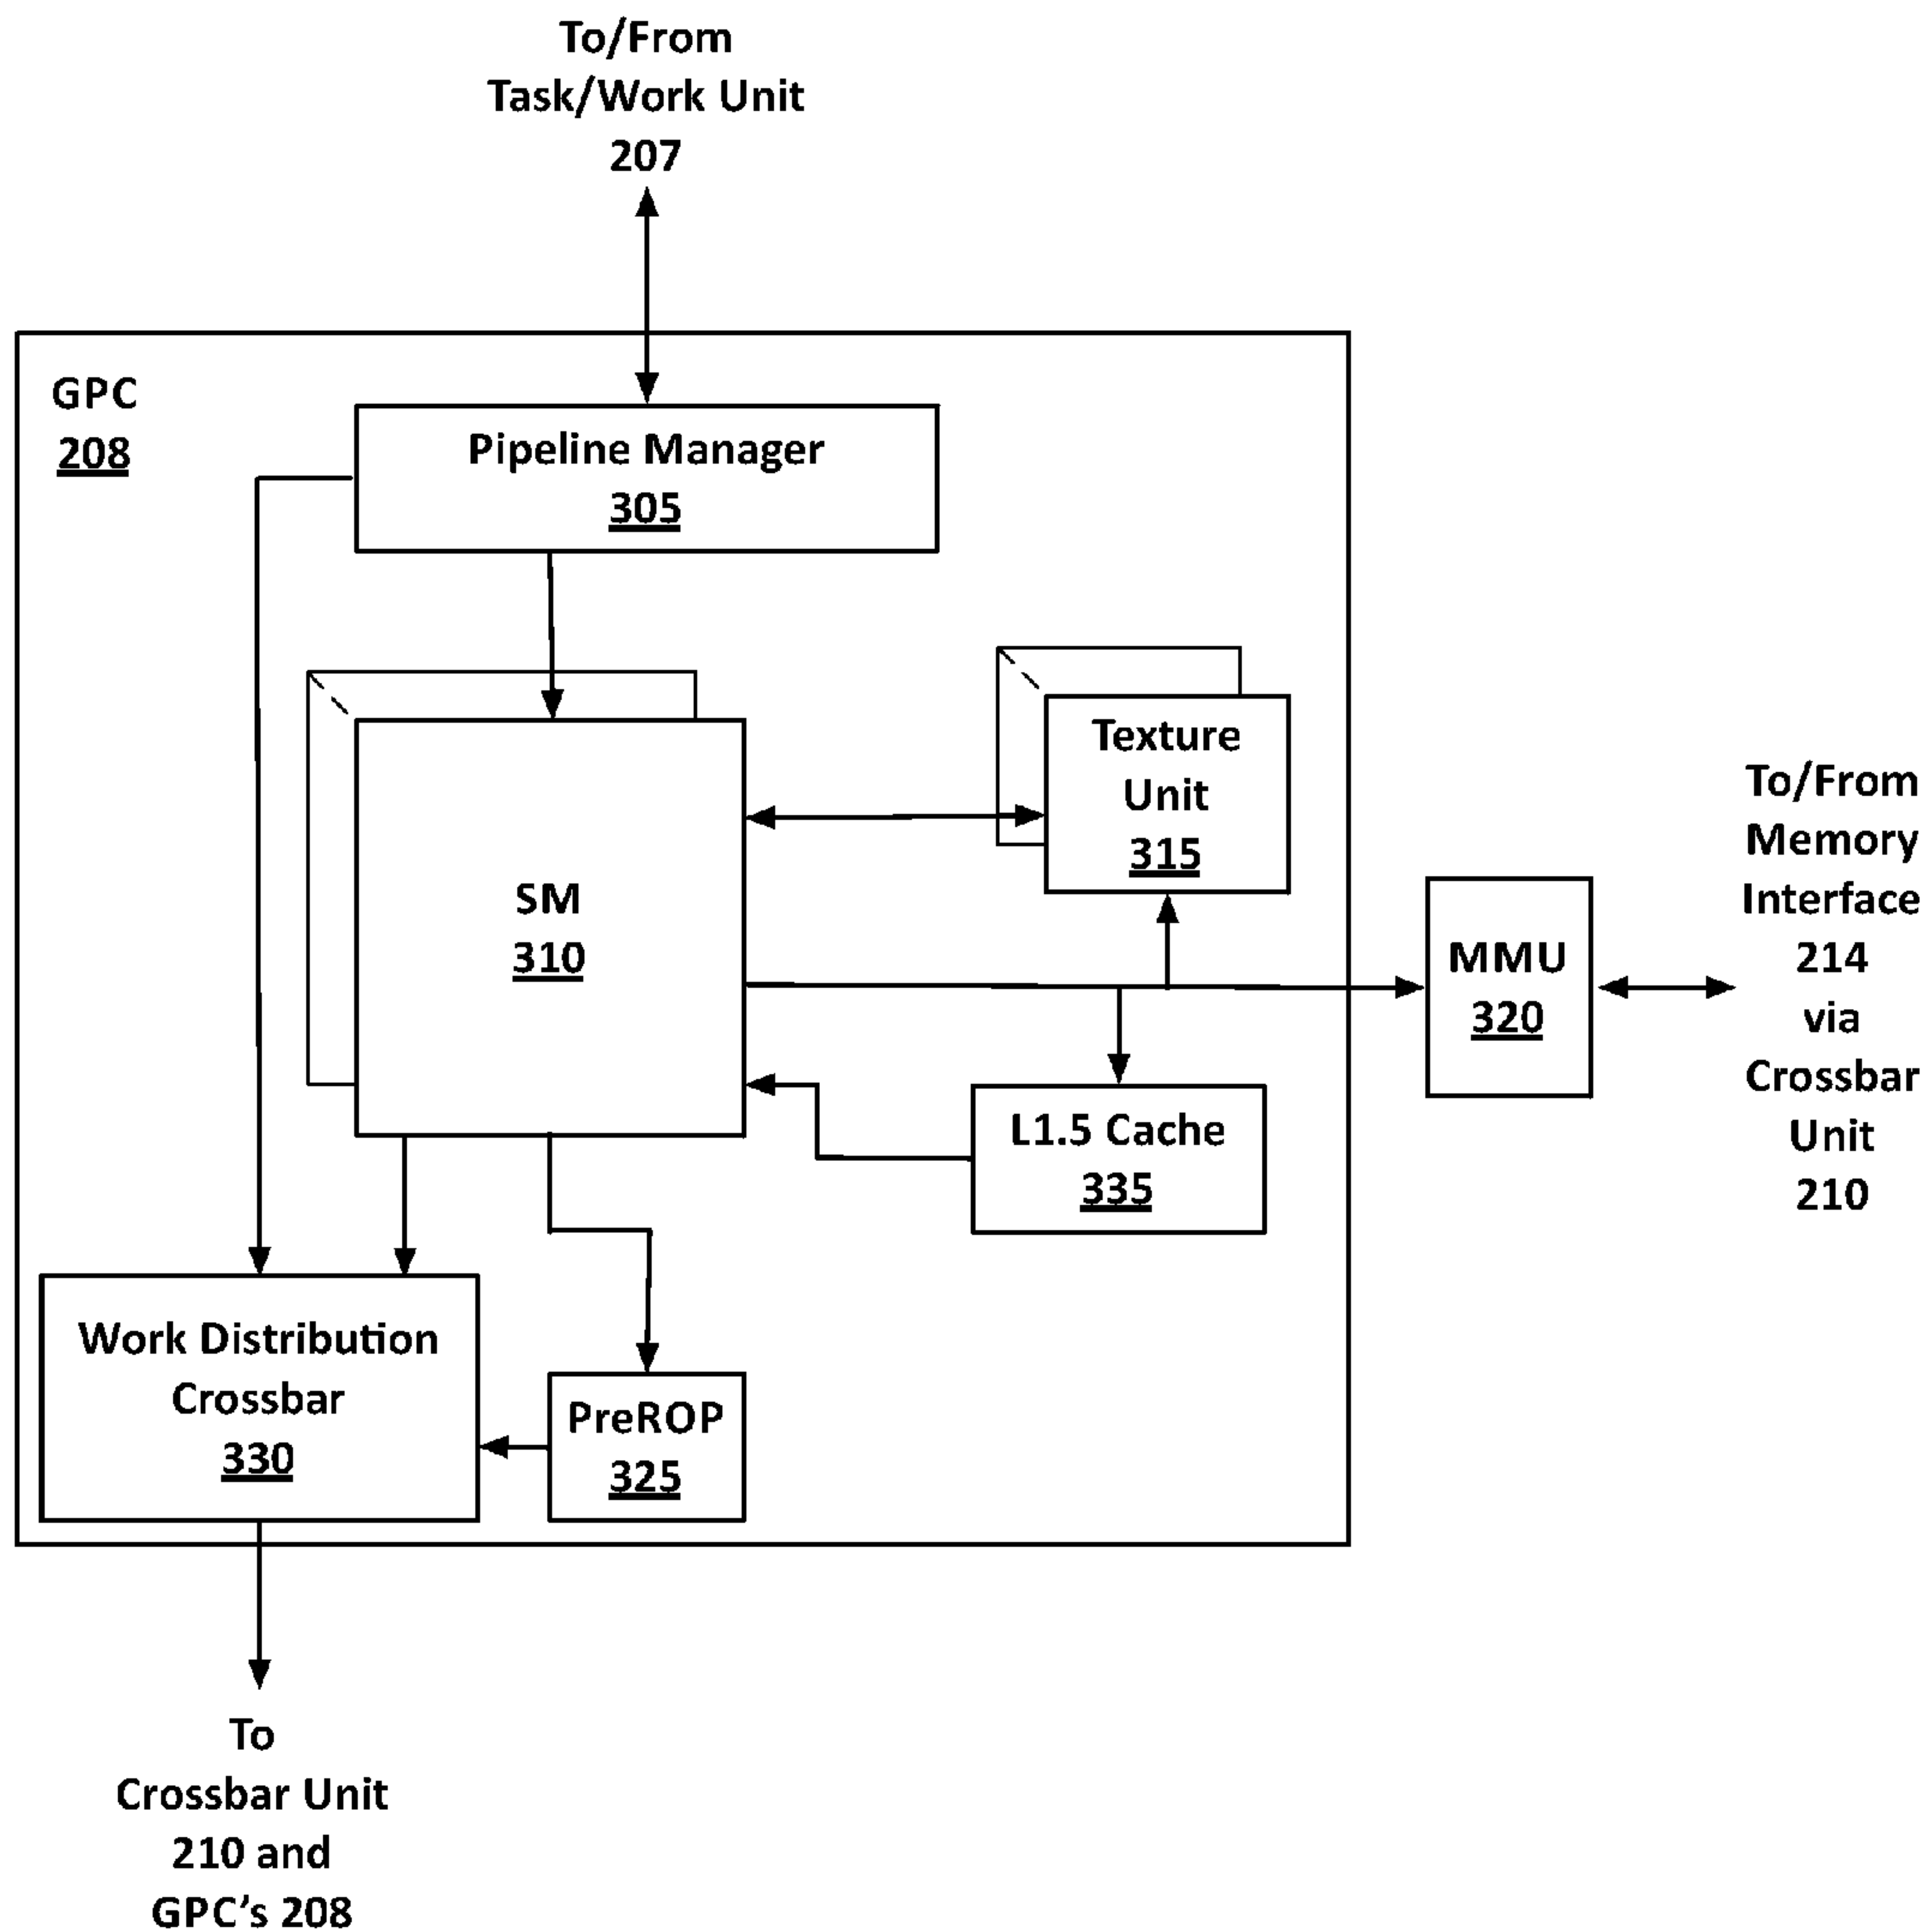 To/From
Task/Work Unit
207
GPC
208
Pipeline Manager
305
Texture
Unit
315
SM
310
To/From
Memory
Interface
214
via
Crossbar
Unit
210
MMU
320
L1.5 Cache
335
Work Distribution
Crossbar
330
PreROP
325
To
Crossbar Unit
210 and
GPC’s 208